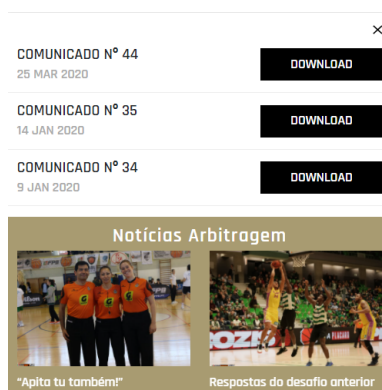 ×
COMUNICADO Nº 44
25 MAR 2020
DOWNLOAD
COMUNICADO Nº 35
14 JAN 2020
DOWNLOAD
COMUNICADO Nº 34
9 JAN 2020
DOWNLOAD
Notícias Arbitragem
"Apita tu também!"
Respostas do desafio anterior